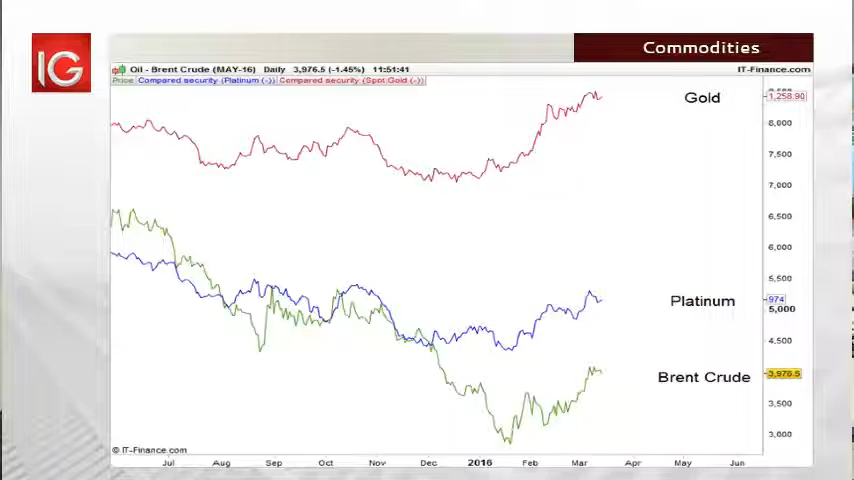 IG
Commodities
Oil - Brent Crude (MAY-16) Daily 3,976.5 (-1.45%) 11:51:41
IT-Finance.com
Price Compared security (Platinum (-)) Compared security (Spot Gold (-))
Gold
1,258.90
8,000
7,500
7,000
6,500
6,000
5,500
Platinum
974
5,000
4,500
Brent Crude
3,976.5
3,500
3,000
© IT-Finance.com
Jul Aug Sep Oct Nov Dec 2016 Feb Mar Apr May Jun